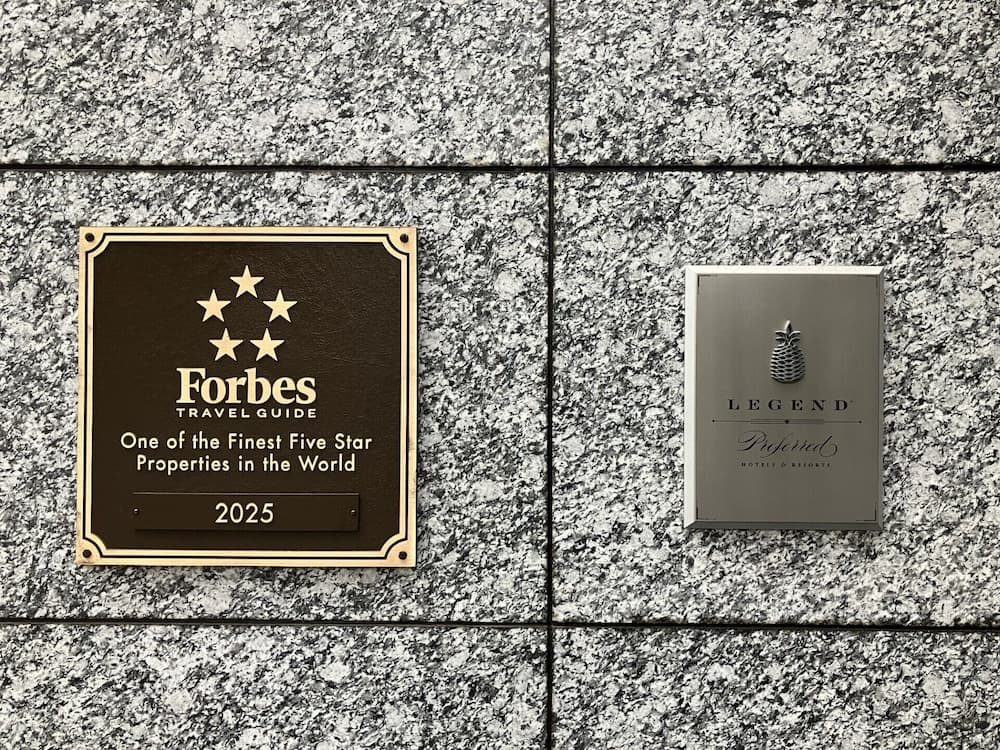 Forbes
TRAVEL GUIDE
One of the Finest Five Star
Properties in the World
2025
LEGEND
Preferred
HOTELS & RESORTS